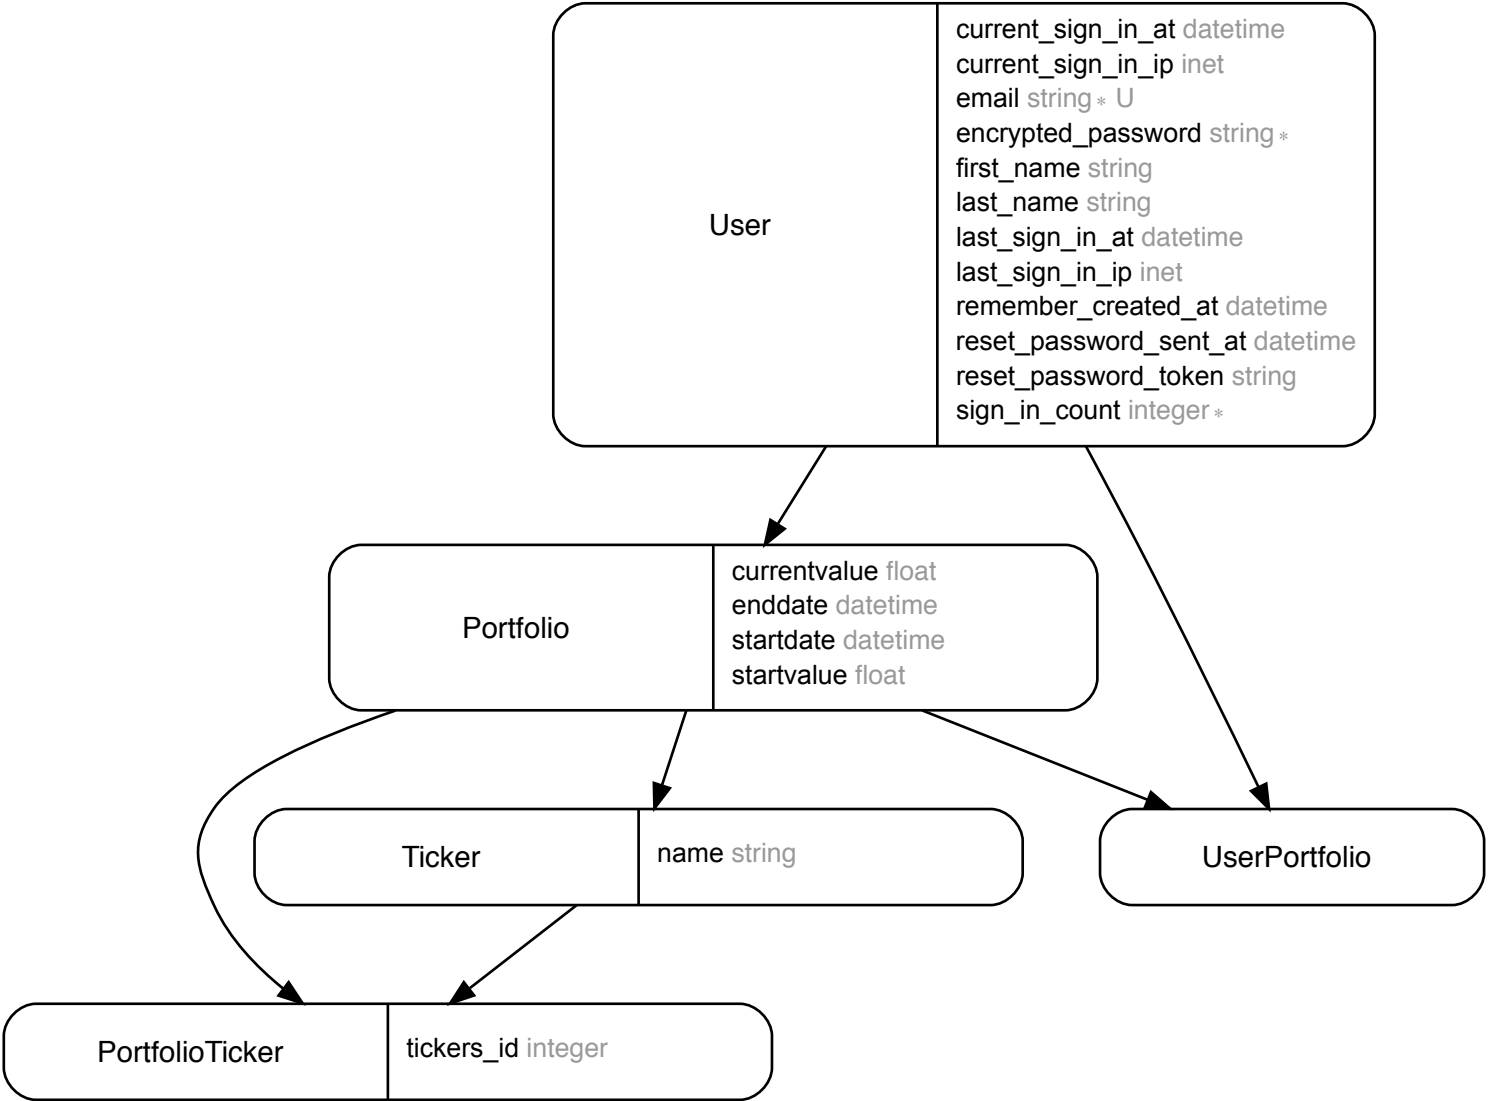 User
current_sign_in_at datetime
current_sign_in_ip inet
email string * U
encrypted_password string *
first_name string
last_name string
last_sign_in_at datetime
last_sign_in_ip inet
remember_created_at datetime
reset_password_sent_at datetime
reset_password_token string
sign_in_count integer *
Portfolio
currentvalue float
enddate datetime
startdate datetime
startvalue float
Ticker
name string
UserPortfolio
PortfolioTicker
tickers_id integer